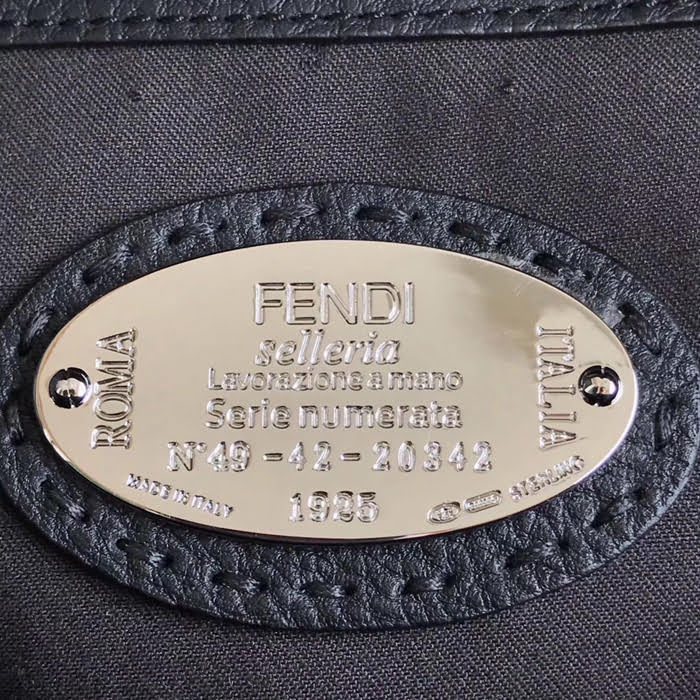 FENDI
selleria
Lavorazione a mano
Serie numerata
N°49-42-20342
1925
ROMA
ITALIA
MADE IN ITALY
STERLING